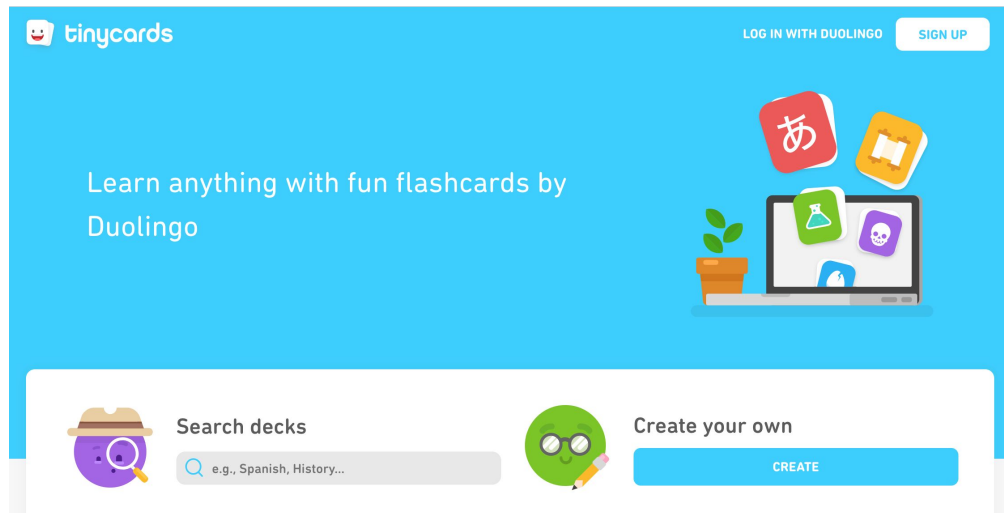 tinycards
LOG IN WITH DUOLINGO
SIGN UP
あ
Learn anything with fun flashcards by
Duolingo
Search decks
e.g., Spanish, History...
Create your own
CREATE